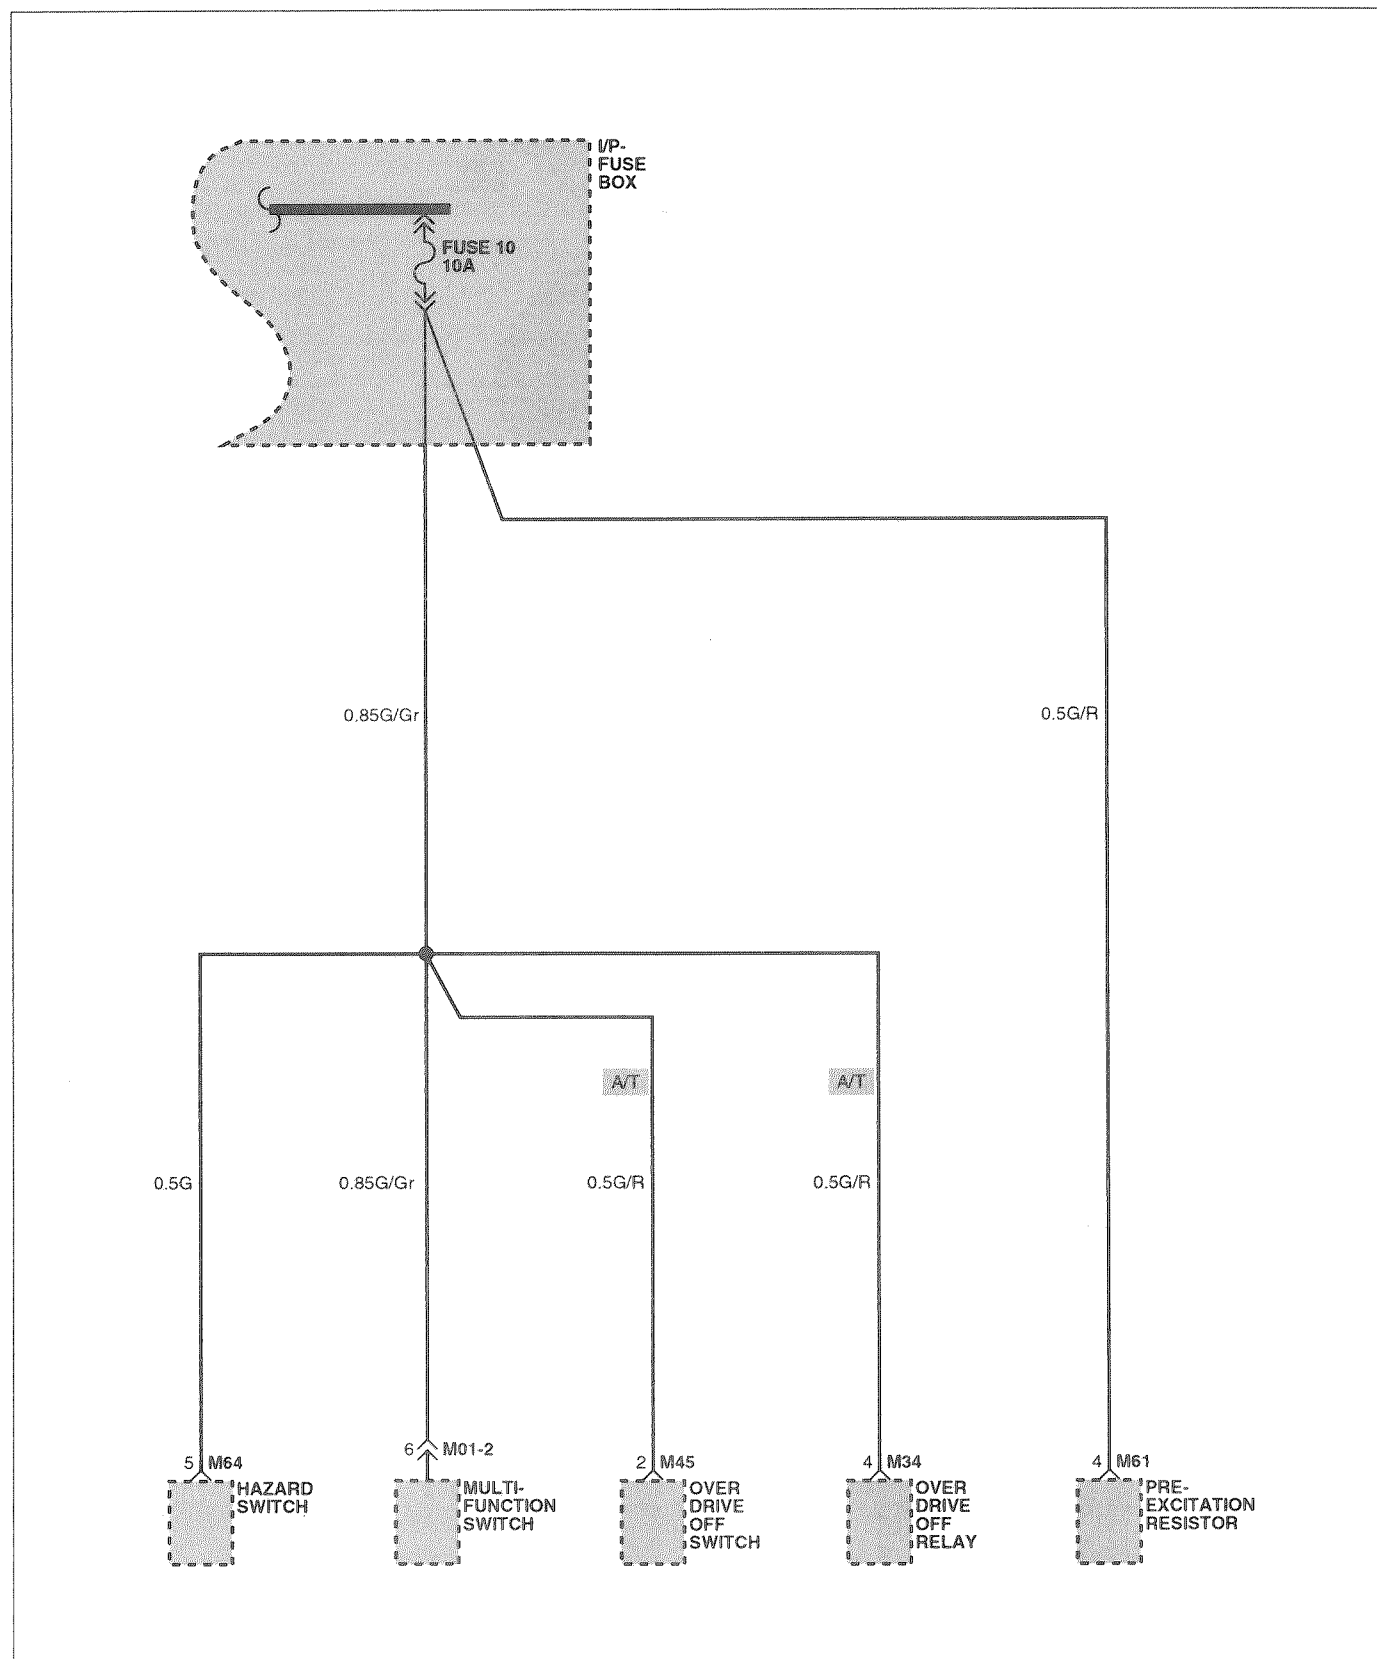 I/P-
FUSE
BOX
FUSE 10
10A
0.85G/Gr
0.5G/R
A/T
A/T
0.5G
0.85G/Gr
0.5G/R
0.5G/R
5 M64
6 M01-2
2 M45
4 M34
4 M61
HAZARD
SWITCH
MULTI-
FUNCTION
SWITCH
OVER
DRIVE
OFF
SWITCH
OVER
DRIVE
OFF
RELAY
PRE-
EXCITATION
RESISTOR